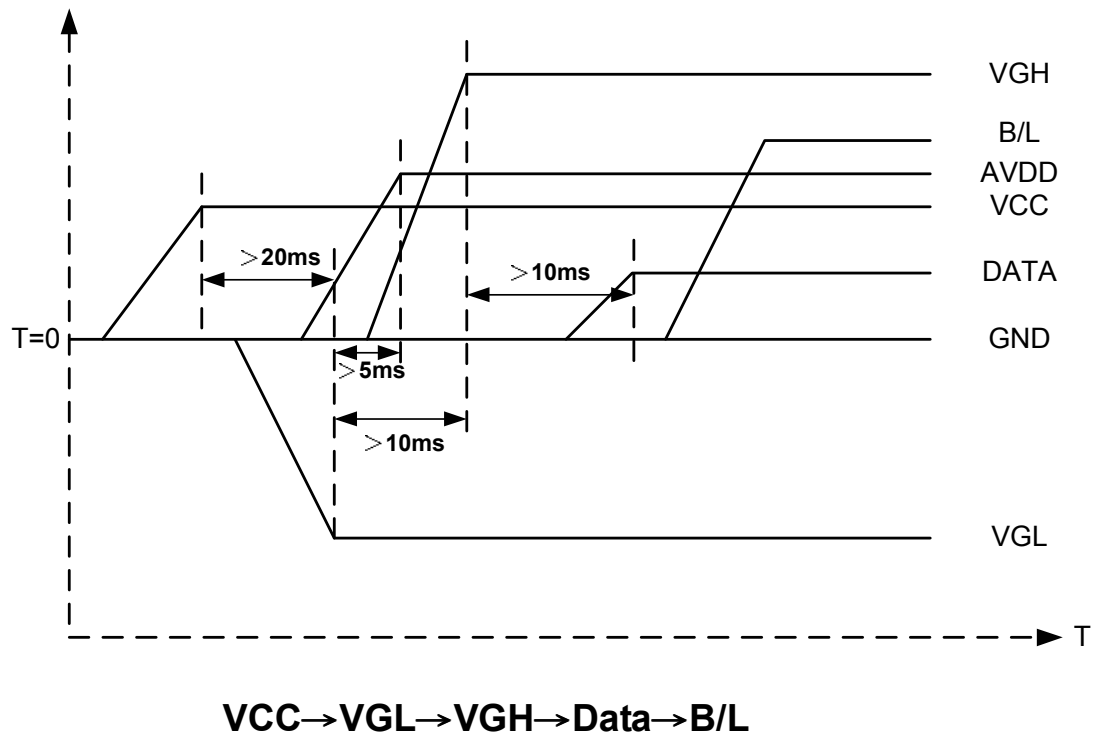 VGH
B/L
AVDD
VCC
>20ms
>10ms
DATA
T=0
GND
>5ms
>10ms
VGL
T
VCC→VGL→VGH→Data→B/L